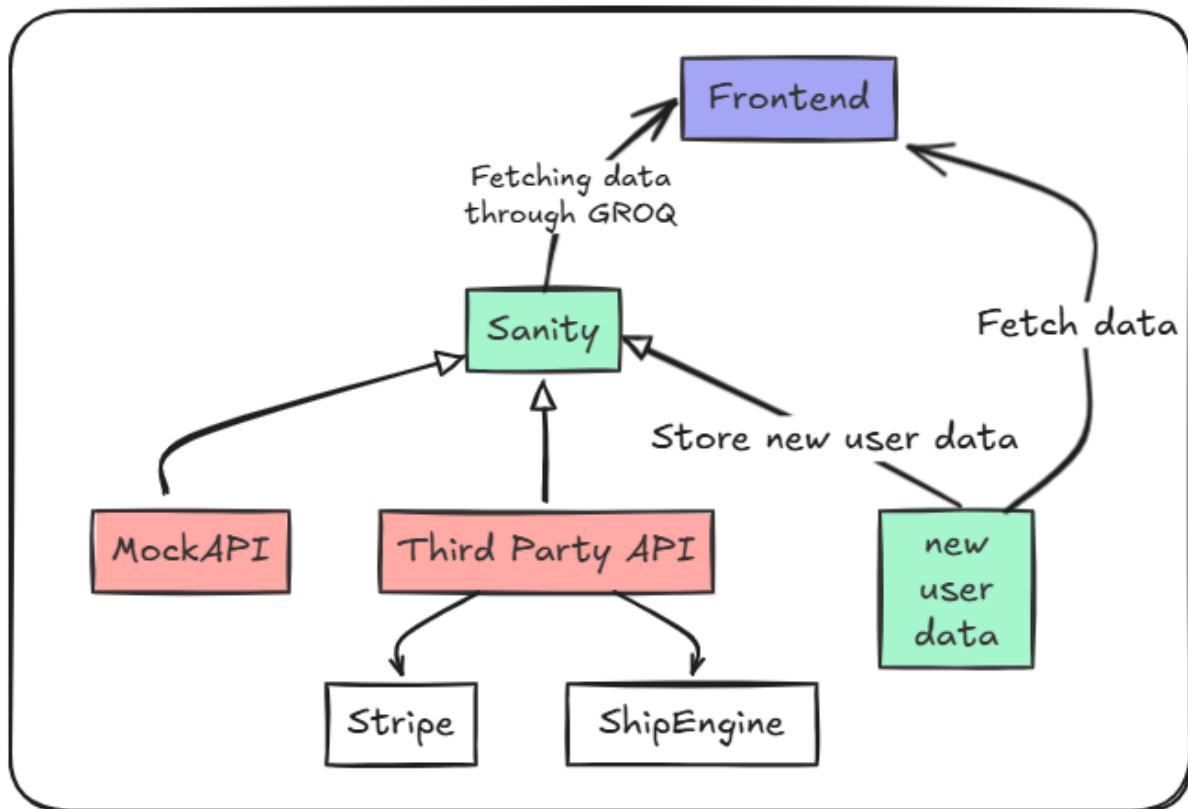 Frontend
Fetching data
through GROQ
Sanity
Fetch data
Store new user data
MockAPI
Third Party API
new
user
data
Stripe
ShipEngine